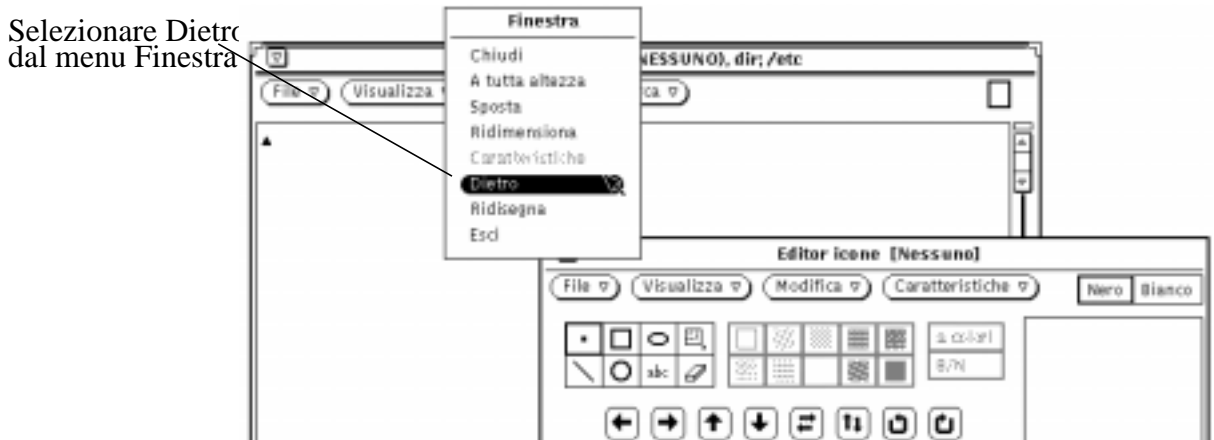 Selezionare Dietro
dal menu Finestra
Finestra
Chiudi
A tutta altezza
Sposta
Ridimensiona
Caratteristiche
Dietro
Ridisegna
Esci
NESSUNO), dir; /etc
File
Visualizza
ca
Editor icone [Nessuno]
File
Visualizza
Modifica
Caratteristiche
Nero
Bianco
abc
a colori
B/N